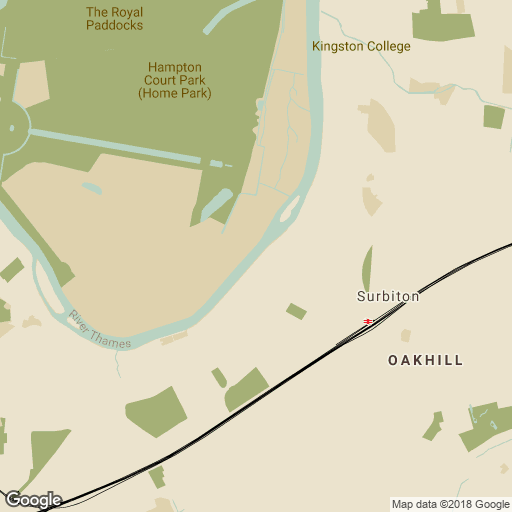 The Royal
Paddocks
Kingston College
Hampton
Court Park
(Home Park)
Surbiton
River Thames
OAKHILL
Google
Google
Map data ©2018 Google